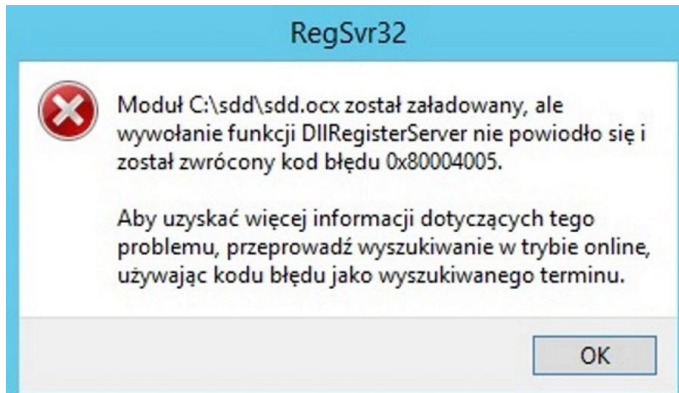 RegSvr32
Moduł C:\sdd\sdd.ocx został załadowany, ale
wywołanie funkcji DllRegisterServer nie powiodło się i
został zwrócony kod błędu 0x80004005.
Aby uzyskać więcej informacji dotyczących tego
problemu, przeprowadź wyszukiwanie w trybie online,
używając kodu błędu jako wyszukiwanego terminu.
OK